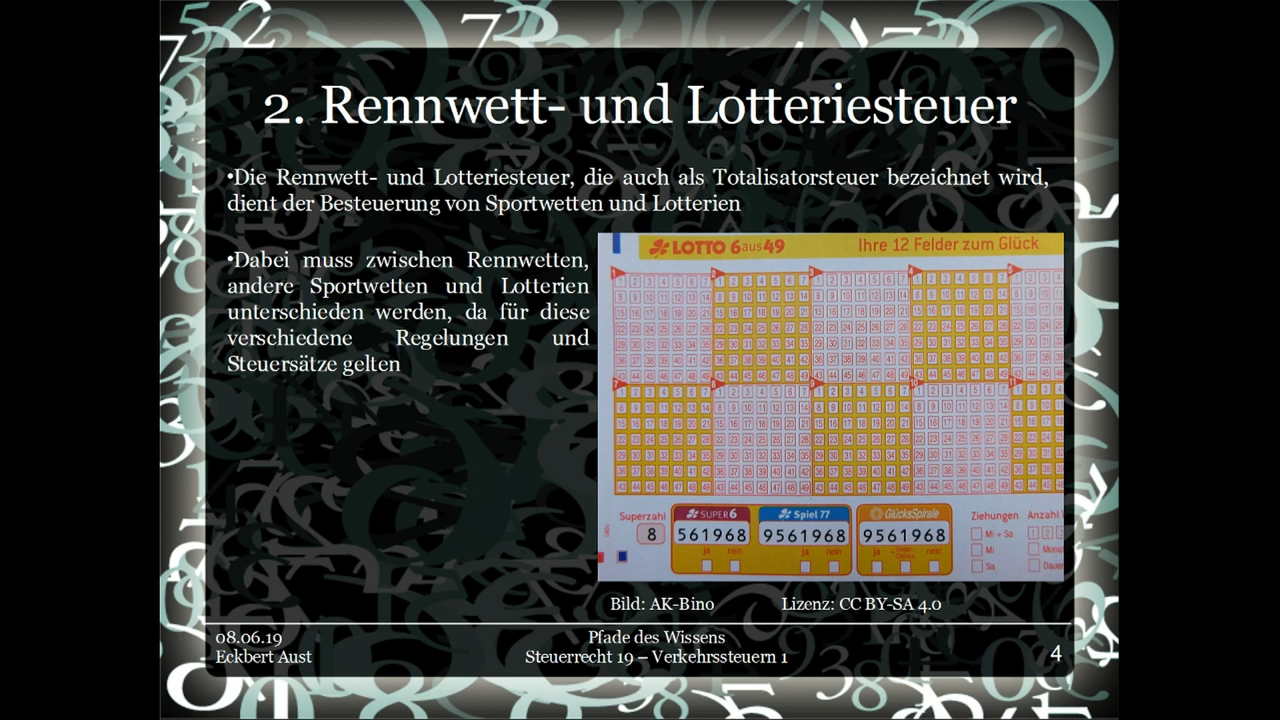 2. Rennwett- und Lotteriesteuer
•Die Rennwett- und Lotteriesteuer, die auch als Totalisatorsteuer bezeichnet wird,
dient der Besteuerung von Sportwetten und Lotterien
•Dabei muss zwischen Rennwetten,
andere Sportwetten und Lotterien
unterschieden werden, da für diese
verschiedene Regelungen und
Steuersätze gelten
LOTTO 6aus49
Ihre 12 Felder zum Glück
Superzahl
8
SUPER 6
561968
ja nein
Spiel 77
9561968
ja nein
GlücksSpirale
9561968
ja nein
Ziehungen
Mi + Sa
Mi
Sa
Anzahl
Bild: AK-Bino
Lizenz: CC BY-SA 4.0
08.06.19
Eckbert Aust
Pfade des Wissens
Steuerrecht 19 – Verkehrssteuern 1
4